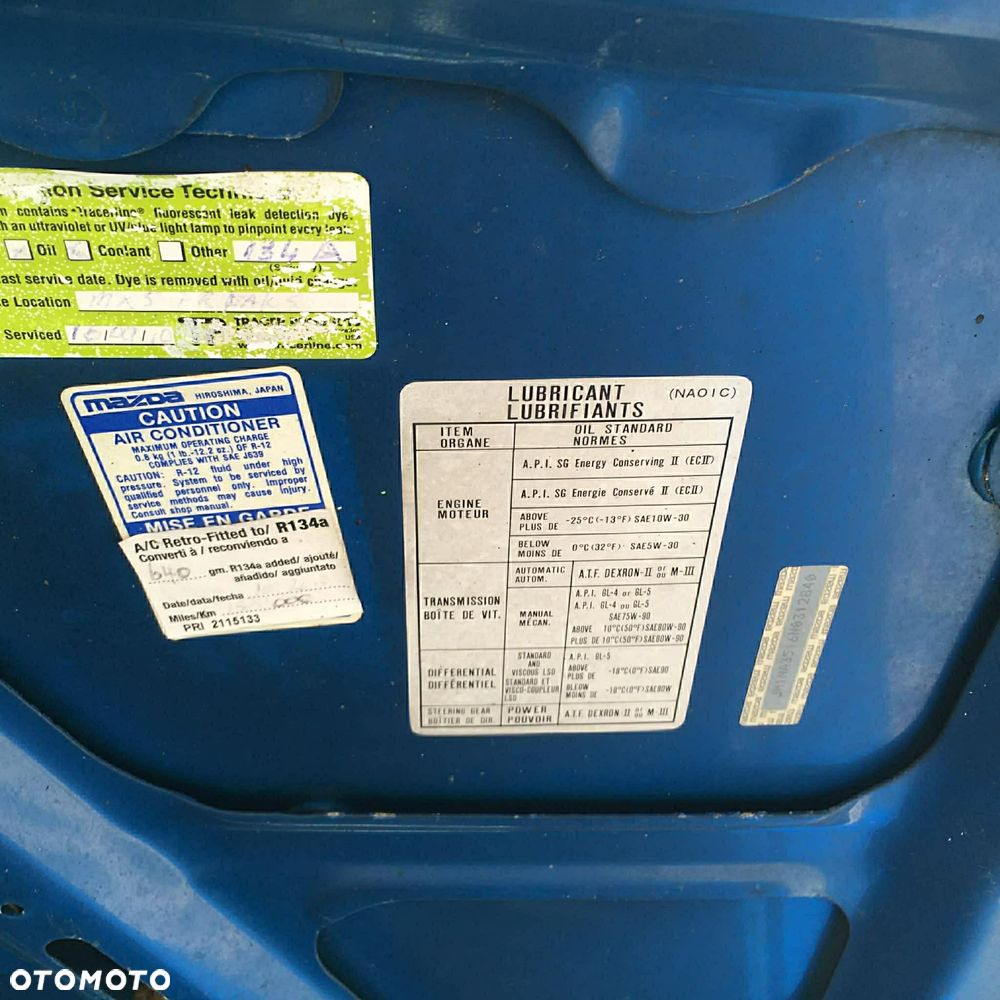 on Service Techni
m contains "Tracerline® fluorescent leak detection dye.
h an ultraviolet or UV/blue light lamp to pinpoint every leak.
Oil Coolant Other 134 A
ast service date. Dye is removed with oil/fluid change
e Location
Serviced
USA
mazda HIROSHIMA, JAPAN
CAUTION
AIR CONDITIONER
MAXIMUM OPERATING CHARGE
0.8 kg (1 lb.-12.2 oz.) OF R-12
COMPLIES WITH SAE J639
CAUTION: R-12 fluid under high
pressure. System to be serviced by
qualified personnel only. Improper
service methods may cause injury.
Consult shop manual.
MISE EN GARDE
A/C Retro-Fitted to/ R134a
Converti à / reconviendo a
640 gm. R134a added/ ajouté/
añadido/ aggiuntato
Date/data/fecha
Miles/Km
PRI 2115133
LUBRICANT (NA01C)
LUBRIFIANTS
ITEM OIL STANDARD
ORGANE NORMES
ENGINE
MOTEUR
A.P.I. SG Energy Conserving II (ECII)
A.P.I. SG Energie Conservé II (ECII)
ABOVE
PLUS DE -25°C(-13°F) SAE10W-30
BELOW
MOINS DE 0°C(32°F) SAE5W-30
TRANSMISSION
BOÎTE DE VIT.
AUTOMATIC
AUTOM. A.T.F. DEXRON-II or ou M-III
MANUAL
MÉCAN.
A.P.I. GL-4 or GL-5
A.P.I. GL-4 ou GL-5
SAE75W-90
ABOVE 10°C(50°F)SAE80W-90
PLUS DE 10°C(50°F)SAE80W-90
DIFFERENTIAL
DIFFÉRENTIEL
STANDARD
AND
VISCOUS LSD
STANDARD ET
VISCO-COUPLEUR
LSD
A.P.I. GL-5
ABOVE
PLUS DE -18°C(0°F)SAE90
BLEOW
MOINS DE -18°C(0°F)SAE80W
STEERING GEAR
BOÎTIER DE DIR.
POWER
POUVOIR
A.T.F. DEXRON-II or ou M-III
mazda
OTOMOTO